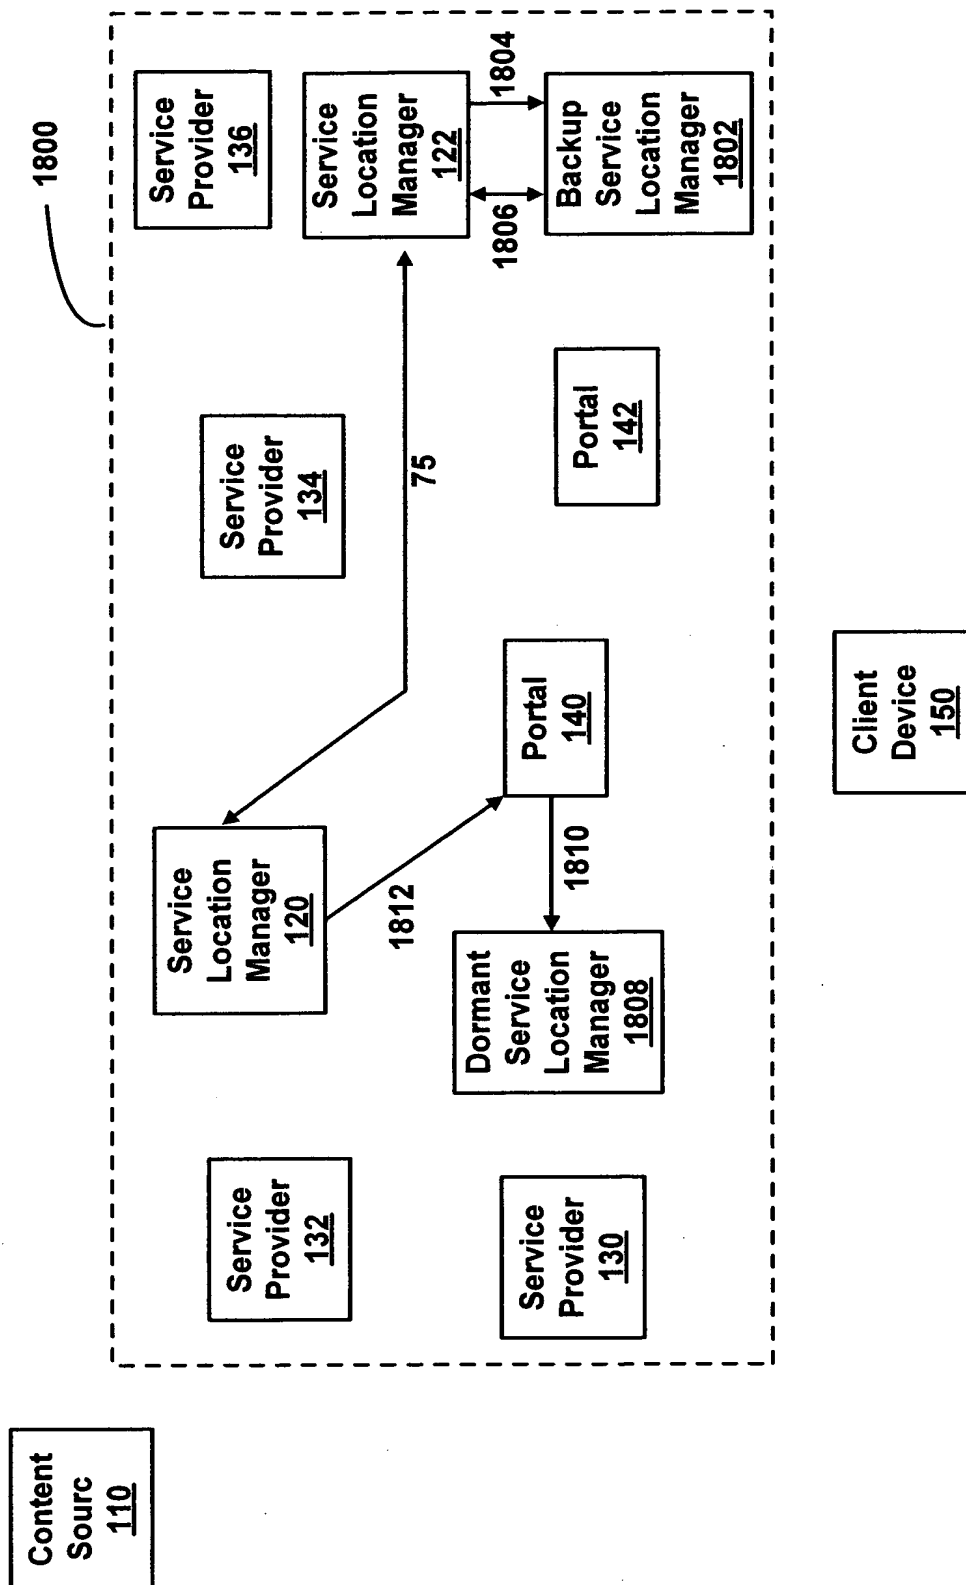 1800
Content
Sourc
110
Service
Provider
132
Service
Location
Manager
120
Service
Provider
134
Service
Provider
136
Service
Location
Manager
122
75
1804
1806
1812
Service
Provider
130
Dormant
Service
Location
Manager
1808
1810
Portal
140
Portal
142
Backup
Service
Location
Manager
1802
Client
Device
150